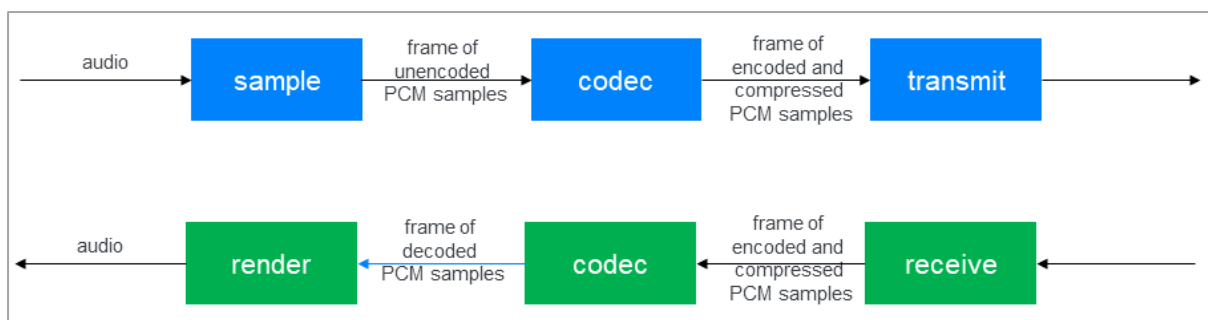 audio
sample
frame of
unencoded
PCM samples
codec
frame of
encoded and
compressed
PCM samples
transmit
audio
render
frame of
decoded
PCM samples
codec
frame of
encoded and
compressed
PCM samples
receive